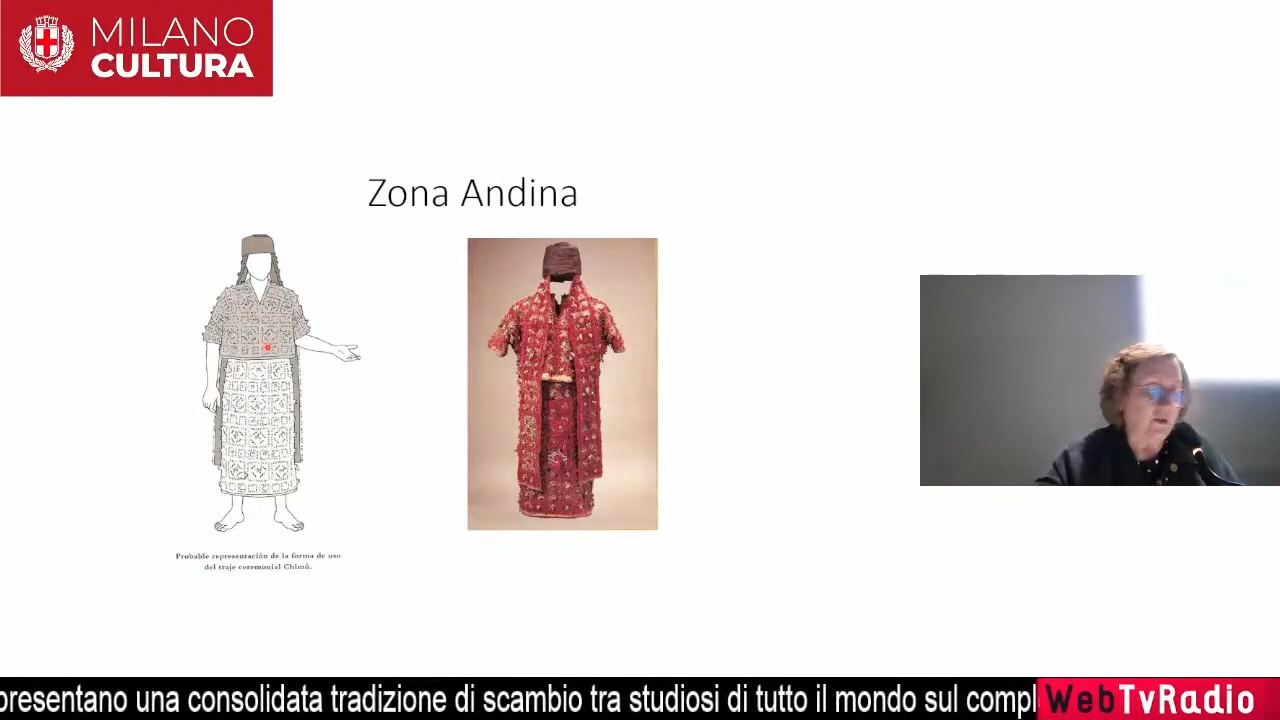 MILANO
CULTURA
Zona Andina
Probable representación de la forma de uso
del traje ceremonial Chimú.
presentano una consolidata tradizione di scambio tra studiosi di tutto il mondo sul compl
WebTvRadio